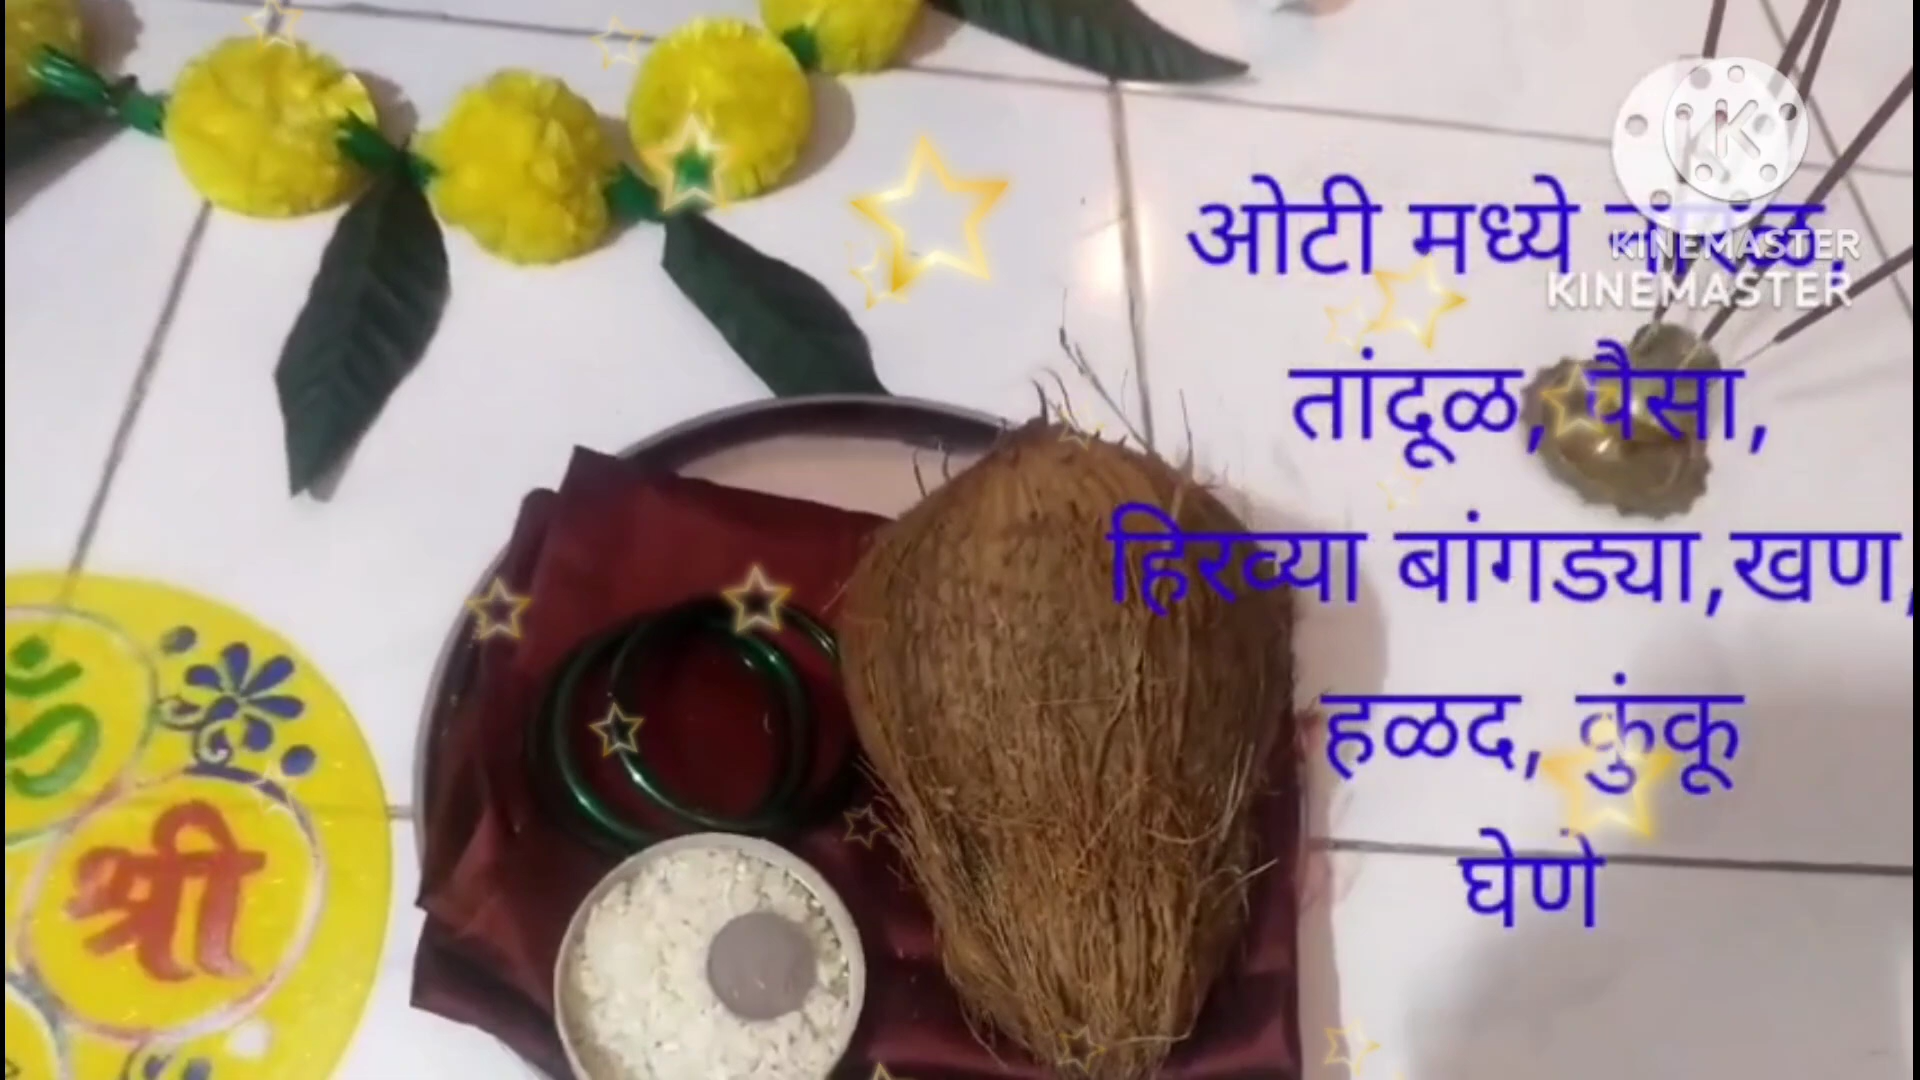 ओटी मध्ये
KINEMASTER
KINEMASTER
तांदूळ, पैसा,
हिरव्या बांगड्या,खण,
हळद, कुंकू
घेणे
ॐ
श्री